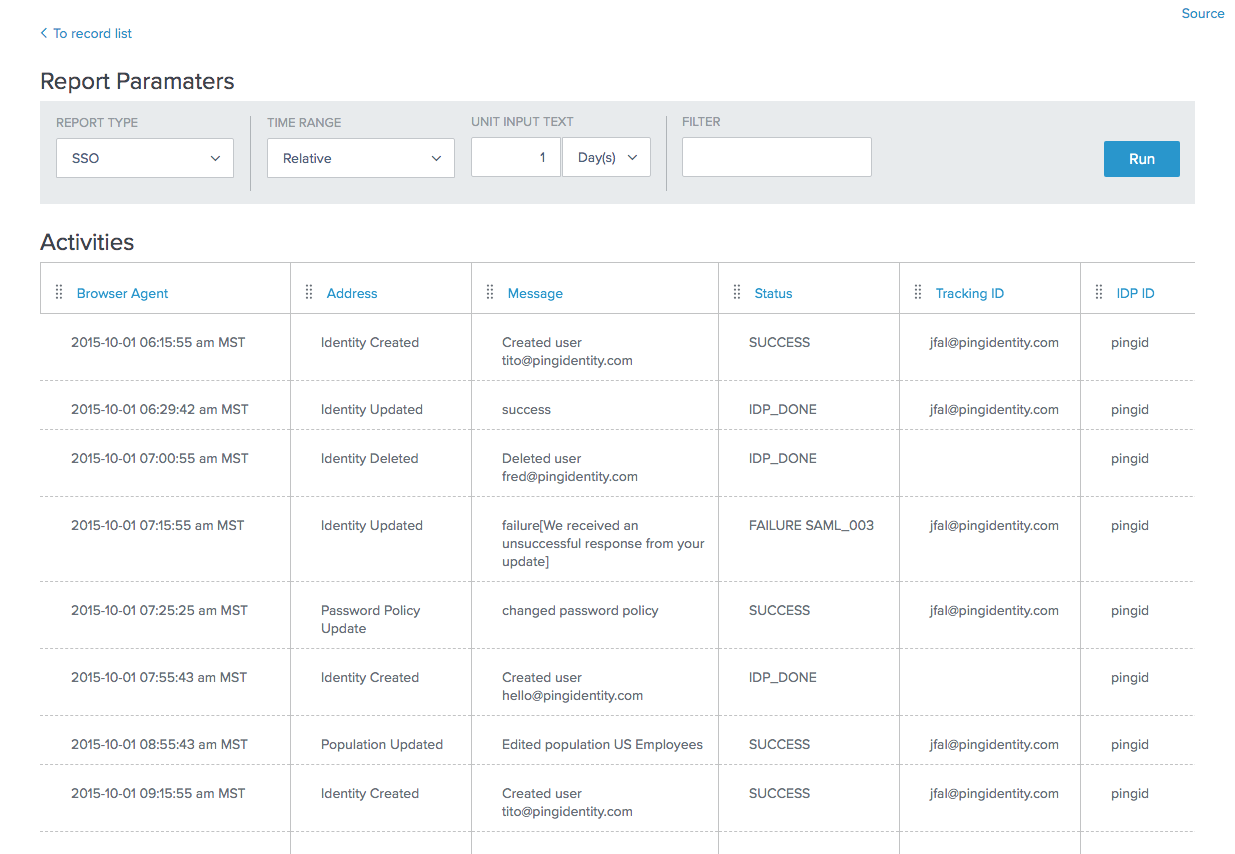 Source
To record list
Report Paramaters
REPORT TYPE TIME RANGE UNIT INPUT TEXT FILTER
SSO Relative 1 Day(s) Run
Activities
Browser Agent Address Message Status Tracking ID IDP ID
2015-10-01 06:15:55 am MST Identity Created Created user SUCCESS jfal@pingidentity.com pingid
tito@pingidentity.com
2015-10-01 06:29:42 am MST Identity Updated success IDP_DONE jfal@pingidentity.com pingid
2015-10-01 07:00:55 am MST Identity Deleted Deleted user IDP_DONE pingid
fred@pingidentity.com
2015-10-01 07:15:55 am MST Identity Updated failure[We received an FAILURE SAML_003 jfal@pingidentity.com pingid
unsuccessful response from your
update]
2015-10-01 07:25:25 am MST Password Policy changed password policy SUCCESS jfal@pingidentity.com pingid
Update
2015-10-01 07:55:43 am MST Identity Created Created user IDP_DONE pingid
hello@pingidentity.com
2015-10-01 08:55:43 am MST Population Updated Edited population US Employees SUCCESS jfal@pingidentity.com pingid
2015-10-01 09:15:55 am MST Identity Created Created user SUCCESS jfal@pingidentity.com pingid
tito@pingidentity.com